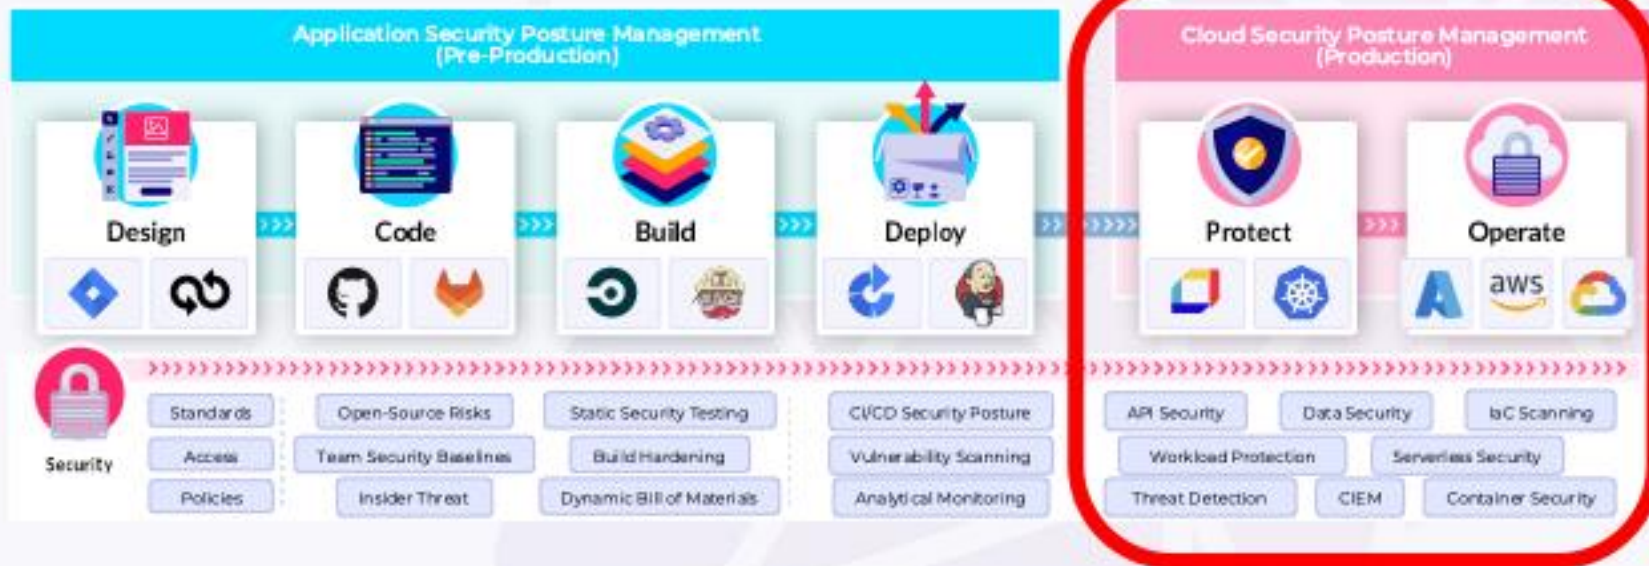 Application Security Posture Management
(Pre-Production)
Cloud Security Posture Management
(Production)
Design
Code
Build
Deploy
Protect
Operate
aws
Security
Standards
Open-Source Risks
Static Security Testing
CI/CD Security Posture
API Security
Data Security
IaC Scanning
Access
Team Security Baselines
Build Hardening
Vulnerability Scanning
Workload Protection
Serverless Security
Policies
Insider Threat
Dynamic Bill of Materials
Analytical Monitoring
Threat Detection
CIEM
Container Security